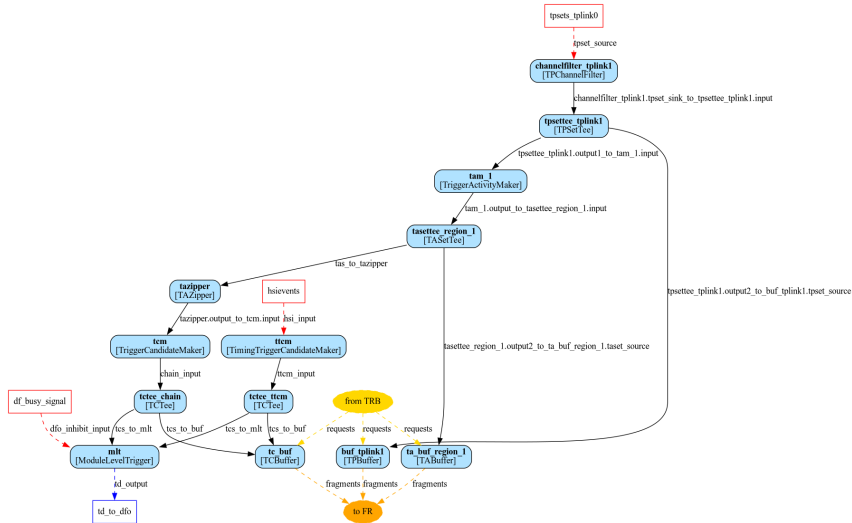 tpsets_tplink0
tpset_source
channelfilter_tplink1
[TPChannelFilter]
channelfilter_tplink1.tpset_sink_to_tpsettee_tplink1.input
tpsettee_tplink1
[TPSetTee]
tpsettee_tplink1.output1_to_tam_1.input
tam_1
[TriggerActivityMaker]
tam_1.output_to_tasettee_region_1.input
tasettee_region_1
[TASetTee]
tas_to_tazipper
tazipper
[TAZipper]
hsievents
tpsettee_tplink1.output2_to_buf_tplink1.tpset_source
tazipper.output_to_tcm.input
hsi_input
tcm
[TriggerCandidateMaker]
ttcm
[TimingTriggerCandidateMaker]
tasettee_region_1.output2_to_ta_buf_region_1.taset_source
chain_input
ttcm_input
df_busy_signal
tctee_chain
[TCTee]
tctee_ttcm
[TCTee]
from TRB
dfo_inhibit_input
tcs_to_mlt
tcs_to_buf
tcs_to_mlt
tcs_to_buf
requests
requests
requests
mlt
[ModuleLevelTrigger]
tc_buf
[TCBuffer]
buf_tplink1
[TPBuffer]
ta_buf_region_1
[TABuffer]
td_output
fragments
fragments
fragments
td_to_dfo
to FR